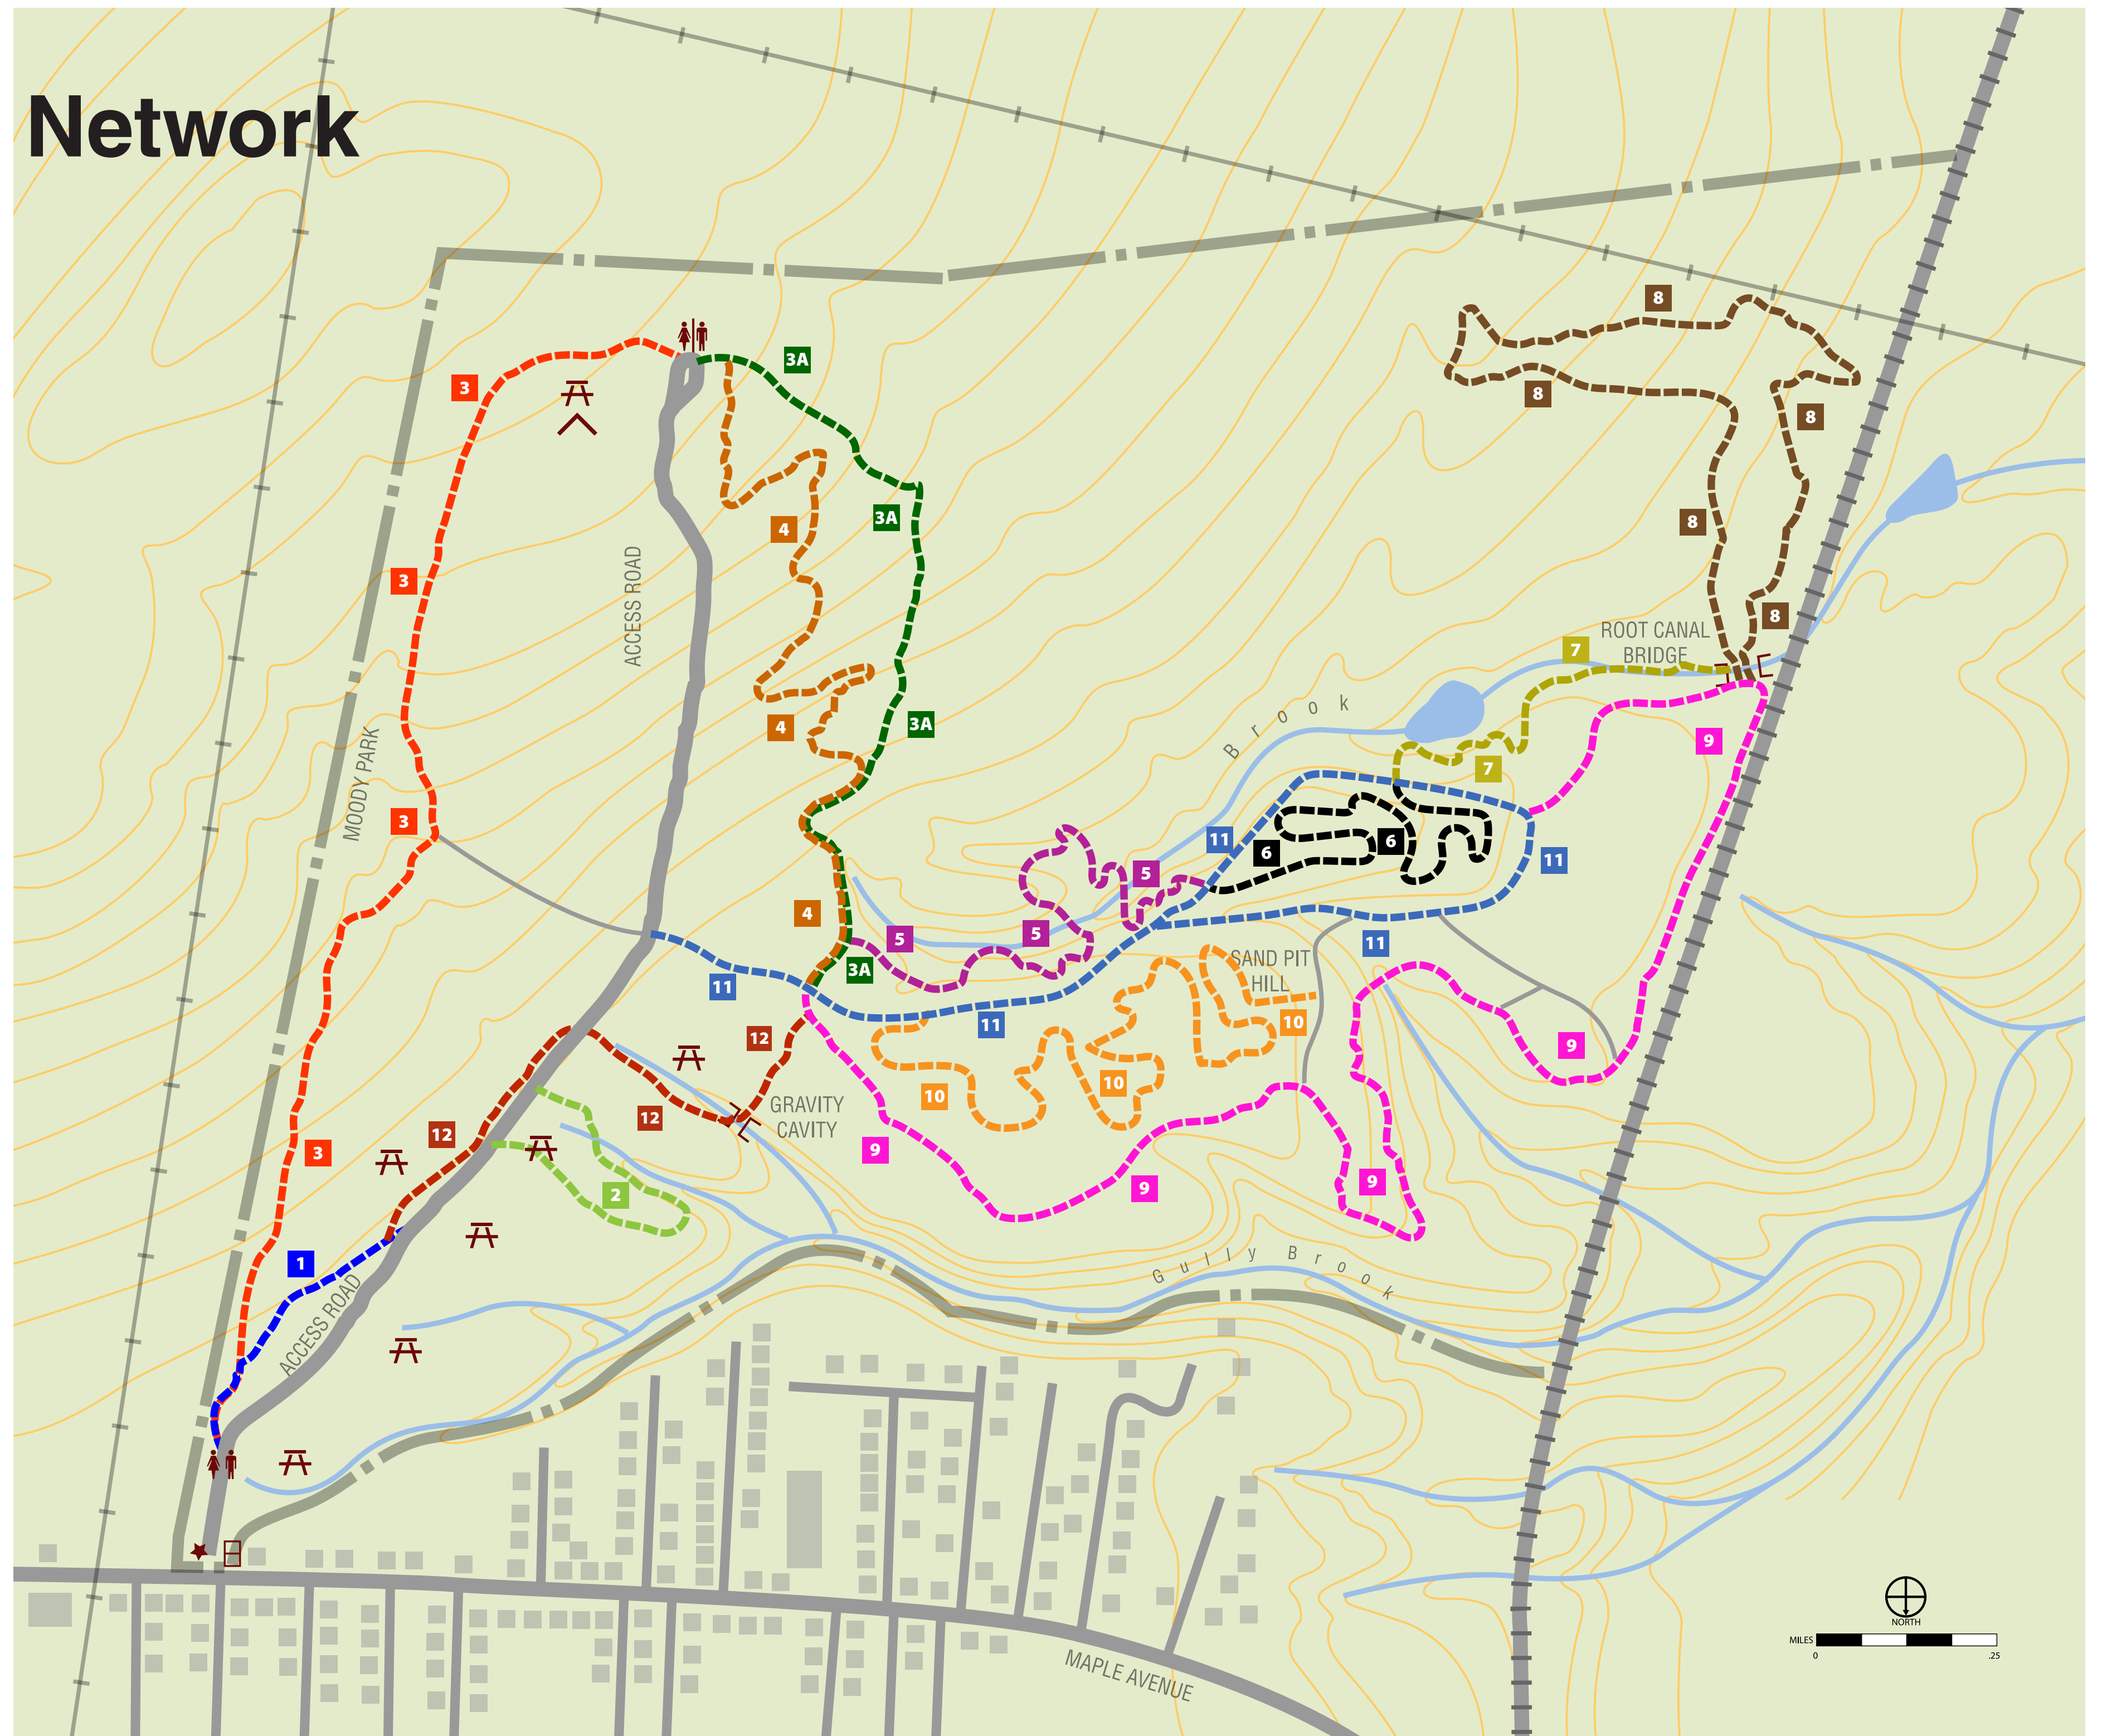 Network
3A
3
8
8
8
3A
4
3
ACCESS ROAD
8
8
ROOT CANAL
BRIDGE
7
Brook
3A
4
9
7
MOODY PARK
3
11
6
6
11
5
4
5
5
11
3A
SAND PIT
HILL
11
11
10
12
9
10
10
GRAVITY
CAVITY
12
12
9
3
9
9
2
1
Gully Brook
ACCESS ROAD
NORTH
MILES
0
.25
MAPLE AVENUE